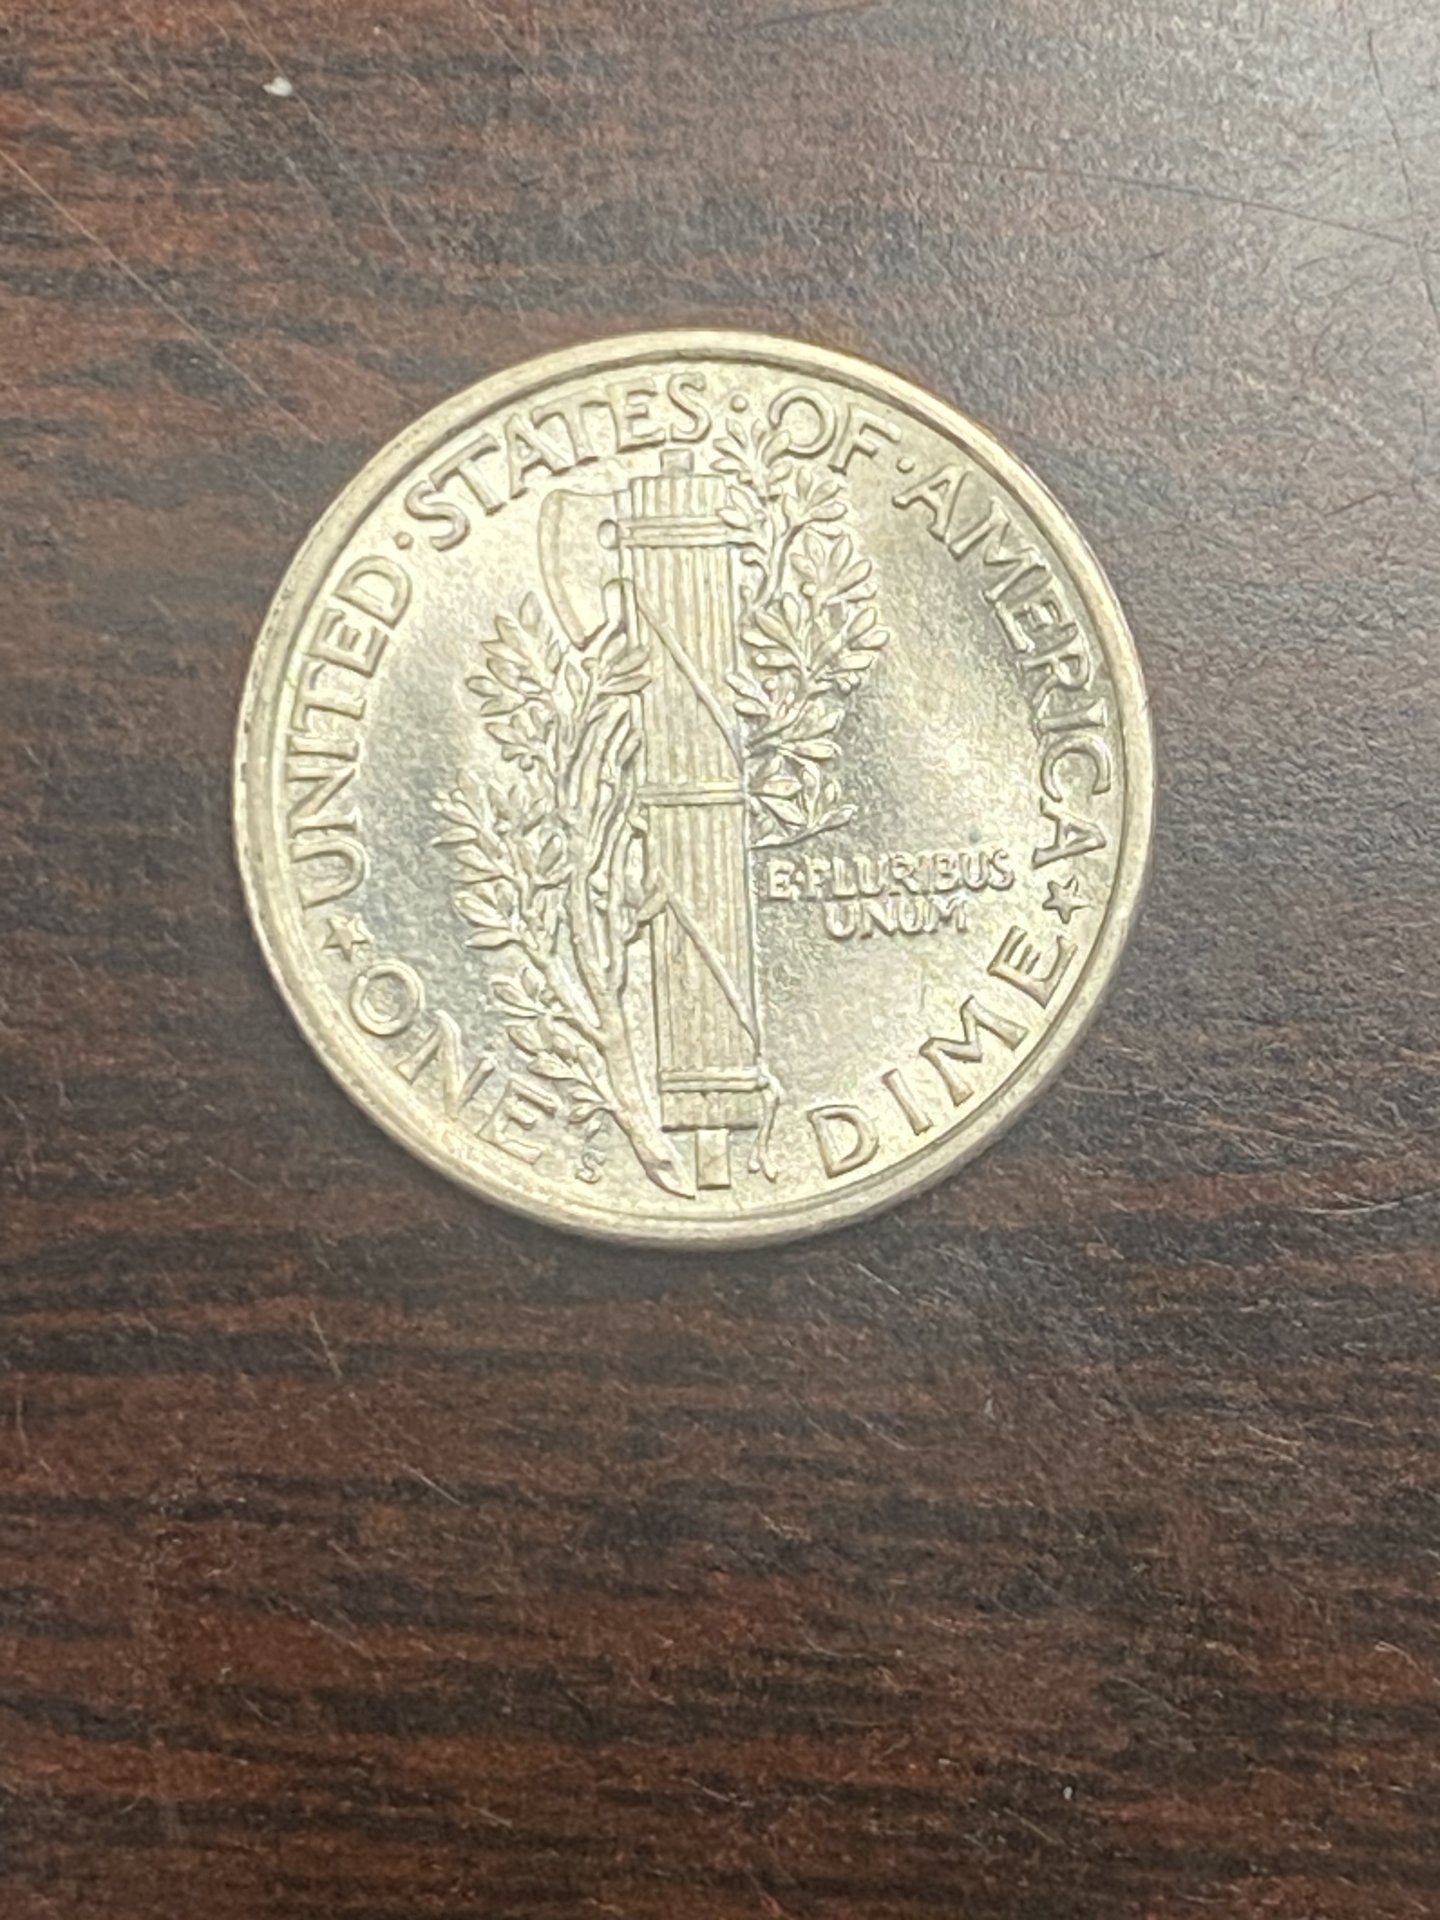 UNITED·STATES·OF·AMERICA
E·PLURIBUS
UNUM
ONE DIME
S